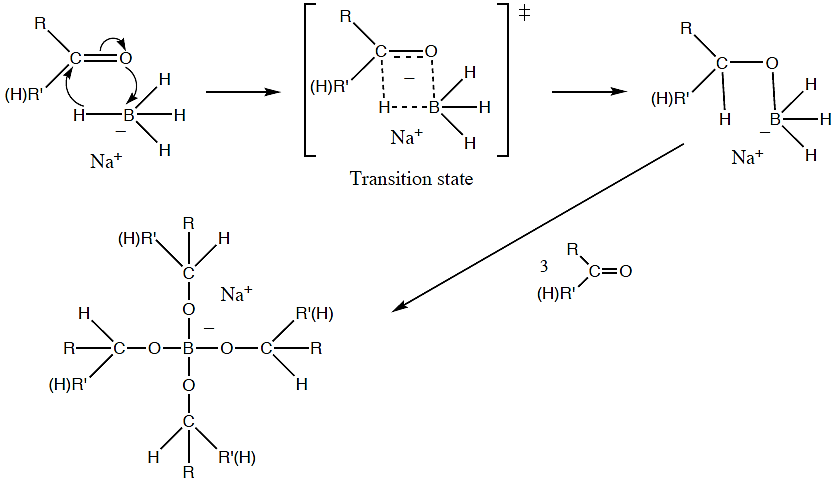 R
C=O
(H)R'
H
H—B—H
−
H
Na⁺
R
C=O
(H)R'
−
H
H--B—H
H
Na⁺
‡
Transition state
R
C—O
(H)R'
H
H
B—H
−
H
Na⁺
3
R
C=O
(H)R'
R
(H)R'
H
C
O
Na⁺
−
H
R'(H)
R—C—O—B—O—C—R
(H)R'
H
O
C
H
R
R'(H)